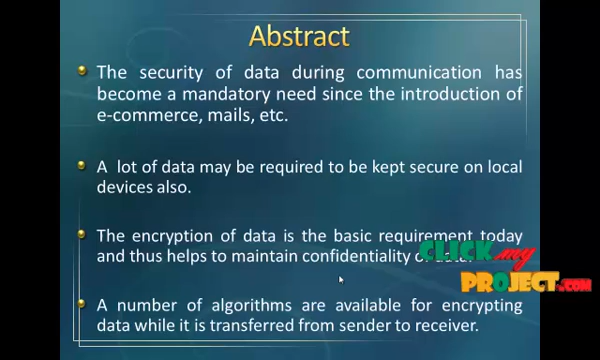 Abstract
The security of data during communication has
become a mandatory need since the introduction of
e-commerce, mails, etc.
A lot of data may be required to be kept secure on local
devices also.
The encryption of data is the basic requirement today
and thus helps to maintain confidentiality of data.
CLICK my
PROJECT.COM
A number of algorithms are available for encrypting
data while it is transferred from sender to receiver.